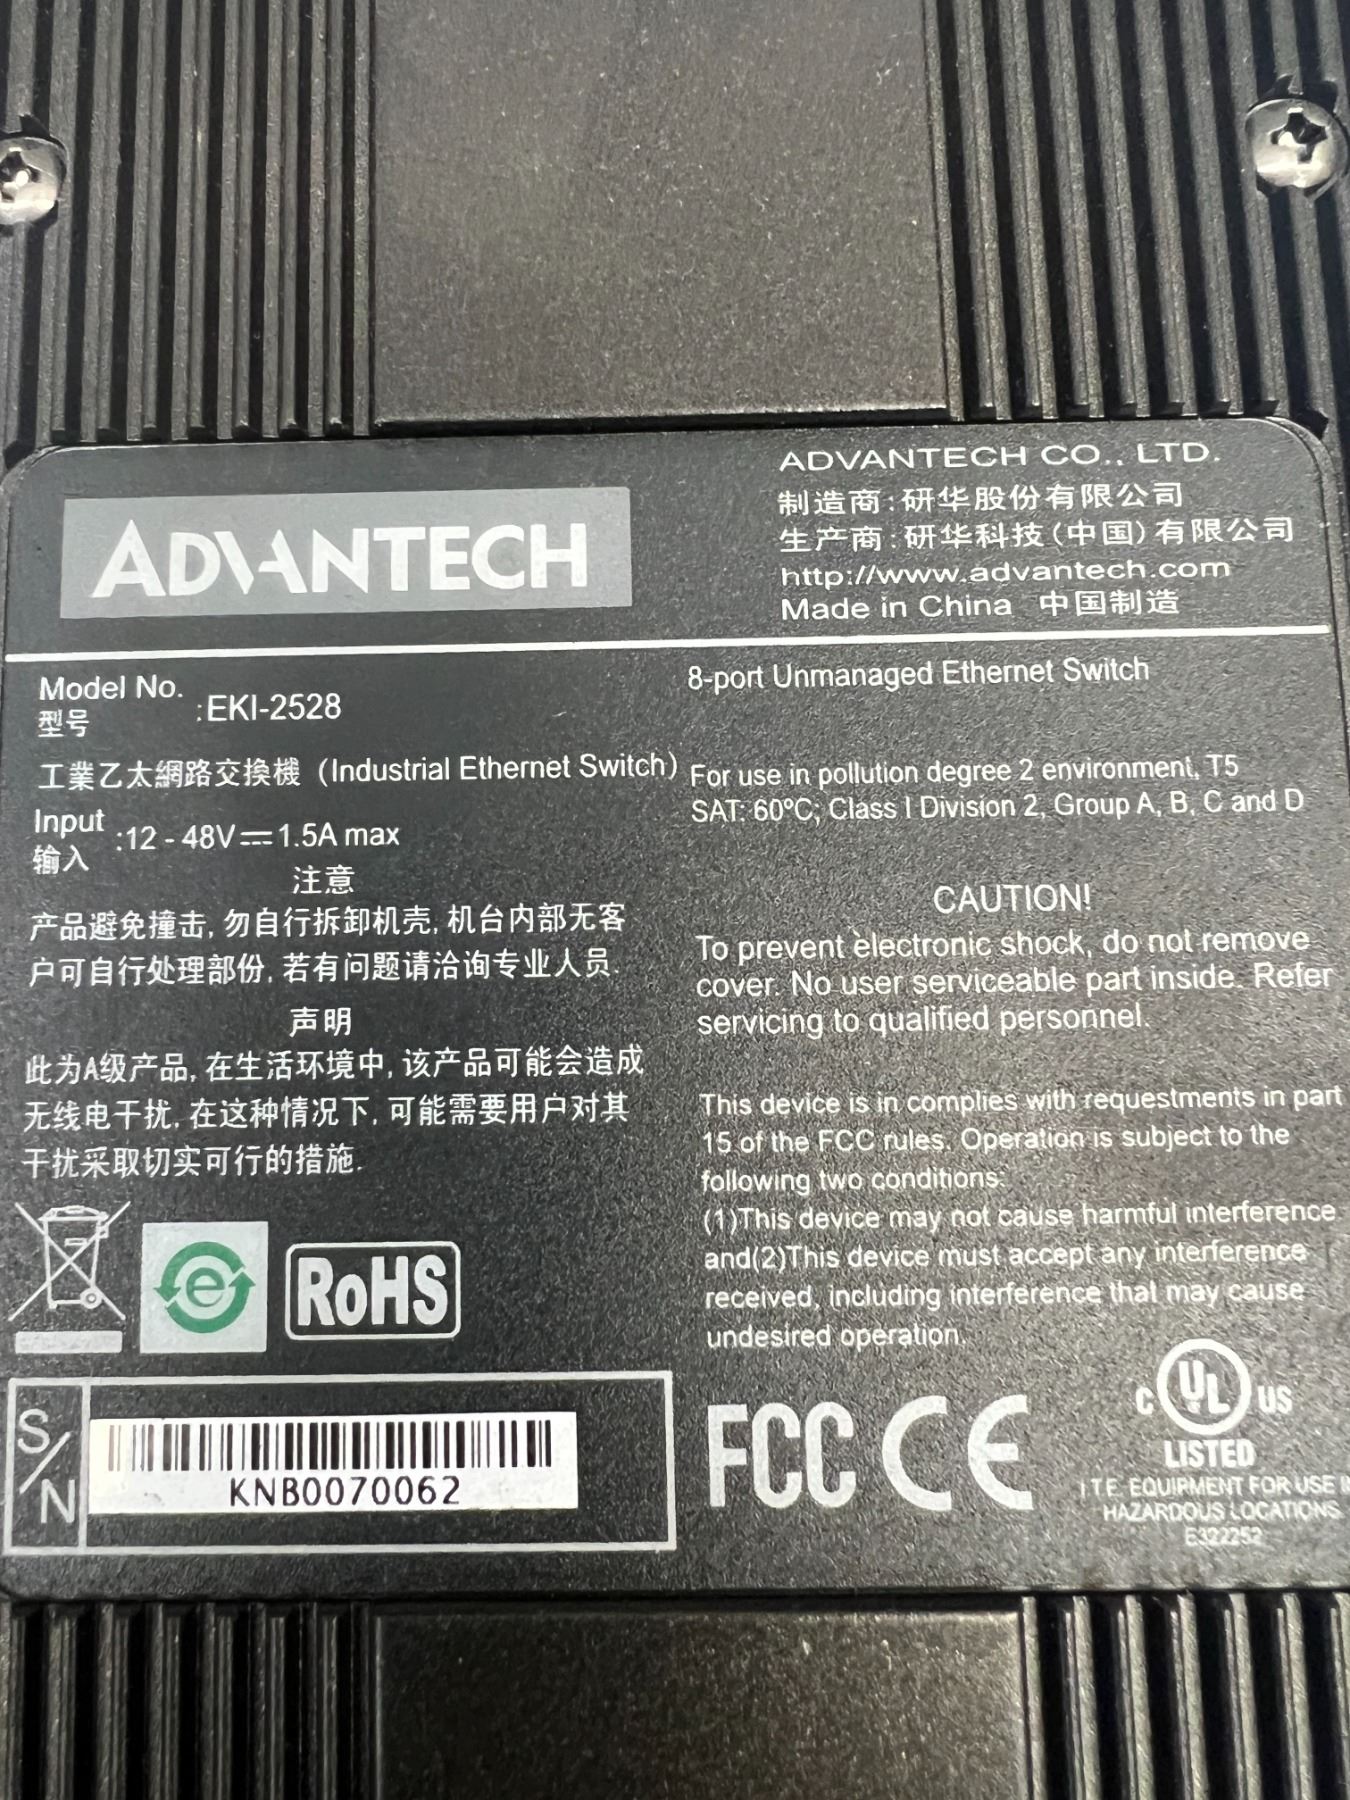 ADVANTECH
ADVANTECH CO., LTD.
制造商:研华股份有限公司
生产商:研华科技(中国)有限公司
http://www.advantech.com
Made in China 中国制造
Model No.
型号
:EKI-2528
8-port Unmanaged Ethernet Switch
工業乙太網路交換機 (Industrial Ethernet Switch)
Input
输入
:12 - 48V⎓1.5A max
注意
产品避免撞击, 勿自行拆卸机壳, 机台内部无客
户可自行处理部份, 若有问题请洽询专业人员.
声明
此为A级产品, 在生活环境中, 该产品可能会造成
无线电干扰, 在这种情况下, 可能需要用户对其
干扰采取切实可行的措施.
For use in pollution degree 2 environment, T5
SAT: 60ºC; Class I Division 2, Group A, B, C and D
CAUTION!
To prevent electronic shock, do not remove
cover. No user serviceable part inside. Refer
servicing to qualified personnel.
This device is in complies with requestments in part
15 of the FCC rules. Operation is subject to the
following two conditions:
(1)This device may not cause harmful interference.
and(2)This device must accept any interference
received, including interference that may cause
undesired operation.
e
RoHS
S/N
KNB0070062
FCC CE
C UL US
LISTED
I.T.E. EQUIPMENT FOR USE
HAZARDOUS LOCATIONS
E322252